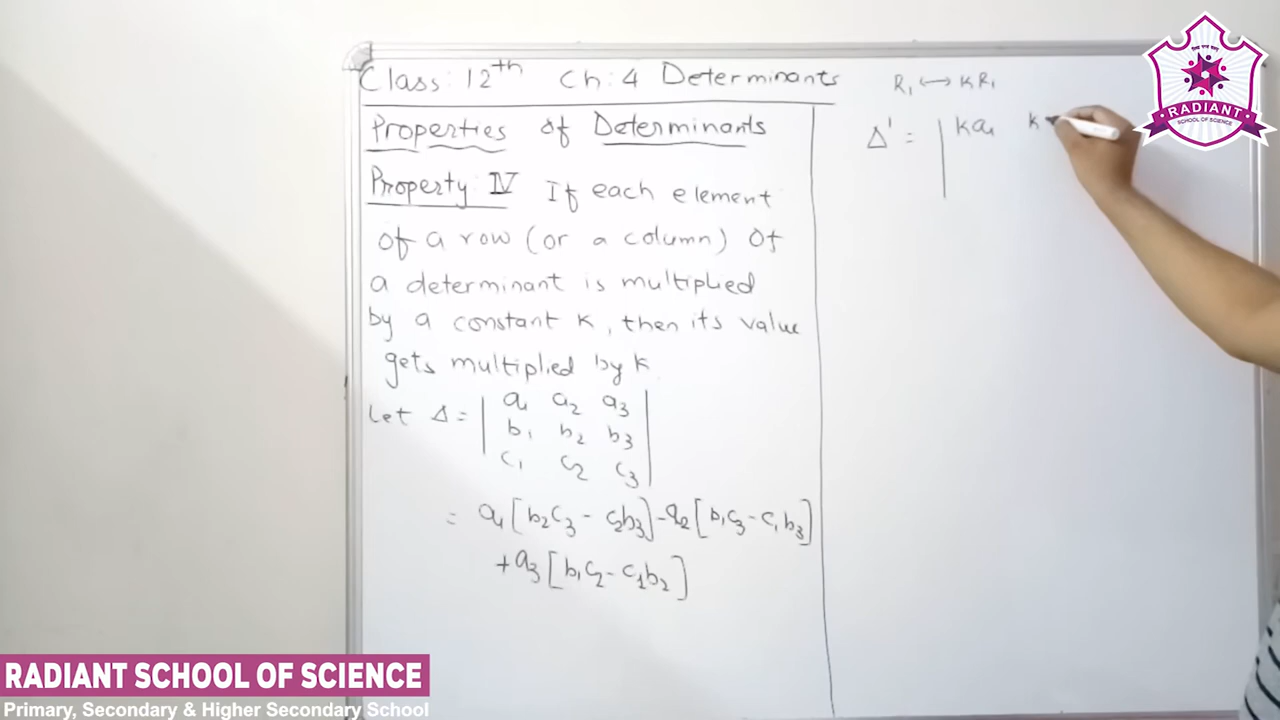 Class: 12th Ch: 4 Determinants
Properties of Determinants
Property: IV If each element
of a row (or a column) of
a determinant is multiplied
by a constant K, then its value
gets multiplied by K.
Let Δ = | a1 a2 a3 |
| b1 b2 b3 |
| c1 c2 c3 |
= a1[b2c3 - c2b3] - a2[b1c3 - c1b3]
+ a3[b1c2 - c1b2]
R1 ↔ KR1
Δ' = | Ka1 K
RADIANT
SCHOOL OF SCIENCE
RADIANT SCHOOL OF SCIENCE
Primary, Secondary & Higher Secondary School